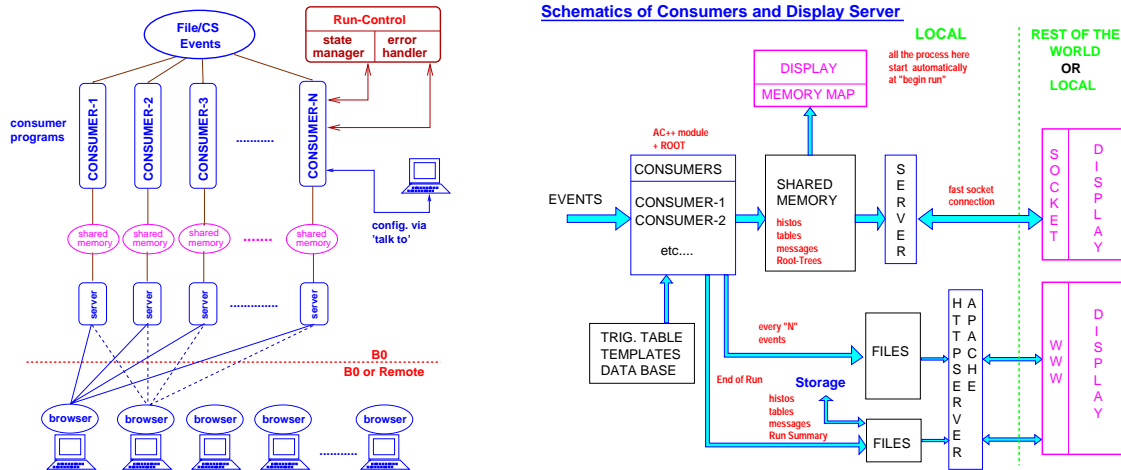 File/CS
Events
Run-Control
state
manager
error
handler
consumer
programs
CONSUMER-1
CONSUMER-2
CONSUMER-3
............
CONSUMER-N
config. via
'talk to'
shared
memory
shared
memory
shared
memory
.......
shared
memory
server
server
server
.............
server
B0
B0 or Remote
browser
browser
browser
browser
..........
browser
Schematics of Consumers and Display Server
LOCAL
all the process here
start automatically
at "begin run"
REST OF THE
WORLD
OR
LOCAL
DISPLAY
MEMORY MAP
AC++ module
+ ROOT
EVENTS
CONSUMERS
CONSUMER-1
CONSUMER-2
etc....
SHARED
MEMORY
histos
tables
messages
Root-Trees
SERVER
fast socket
connection
SOCKET
DISPLAY
TRIG. TABLE
TEMPLATES
DATA BASE
every "N"
events
FILES
End of Run
Storage
histos
tables
messages
Run Summary
FILES
HTTPSERVER
APACHE
WWW
DISPLAY